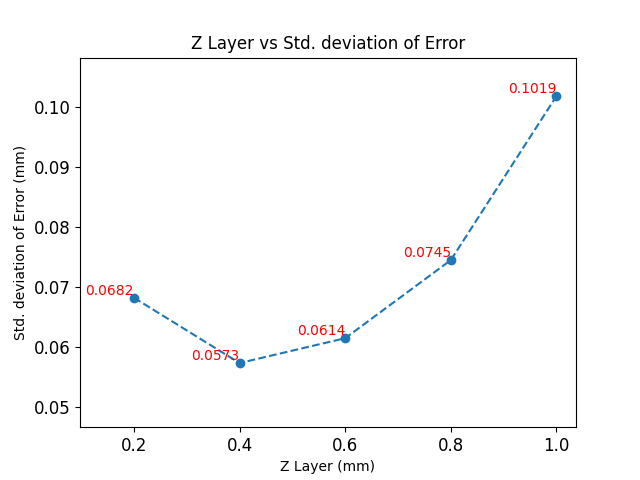 Z Layer vs Std. deviation of Error
Std. deviation of Error (mm)
0.10
0.09
0.08
0.07
0.06
0.05
0.0682
0.0573
0.0614
0.0745
0.1019
0.2 0.4 0.6 0.8 1.0
Z Layer (mm)